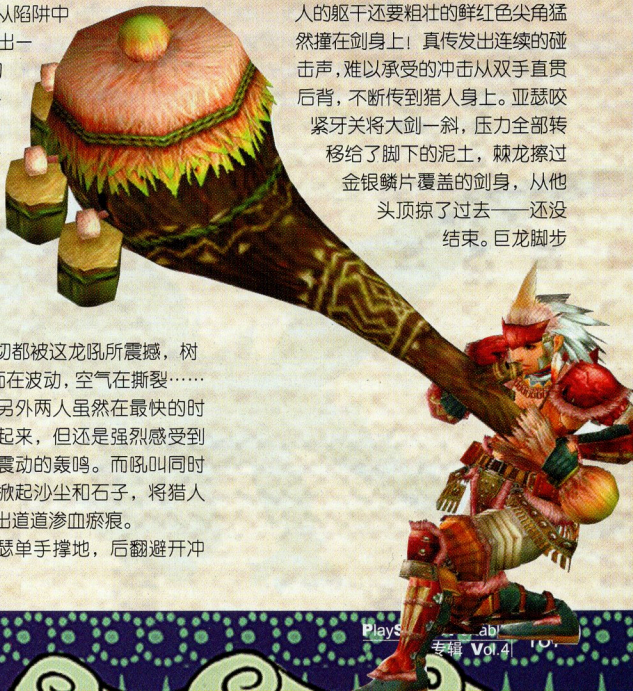 从陷阱中
出一
切都被这龙吼所震撼，树
面在波动，空气在撕裂……
另外两人虽然在最快的时
起来，但还是强烈感受到
震动的轰鸣。而吼叫同时
掀起沙尘和石子，将猎人
出道道渗血瘀痕。
瑟单手撑地，后翻避开冲
人的躯干还要粗壮的鲜红色尖角猛
然撞在剑身上！真传发出连续的碰
击声，难以承受的冲击从双手直贯
后背，不断传到猎人身上。亚瑟咬
紧牙关将大剑一斜，压力全部转
移给了脚下的泥土，棘龙擦过
金银鳞片覆盖的剑身，从他
头顶掠了过去——还没
结束。巨龙脚步
PlayS
专辑 Vol.4